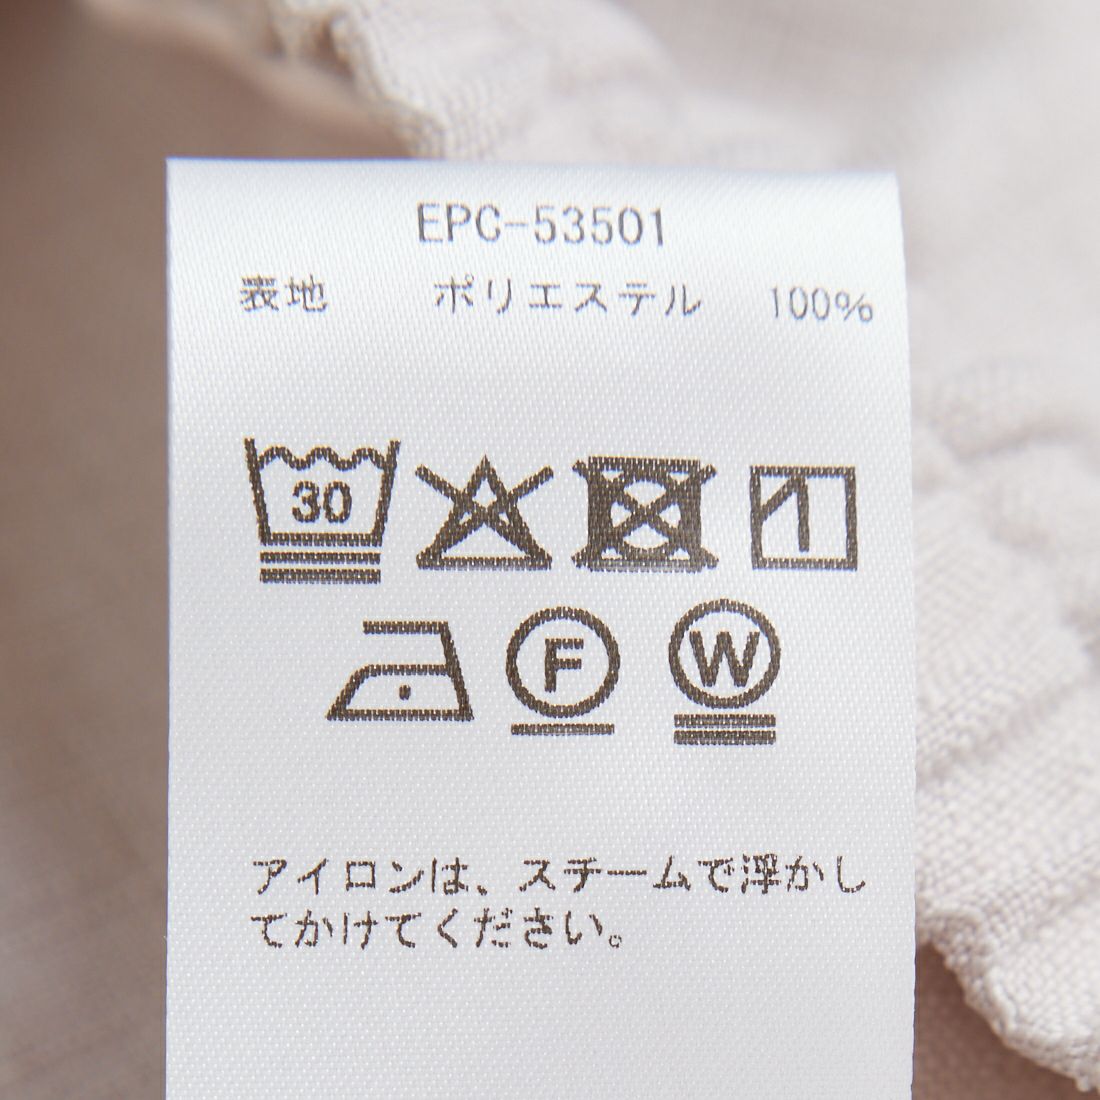 EPC-53501
表地 ポリエステル 100%
30
F W
アイロンは、スチームで浮かし
てかけてください。